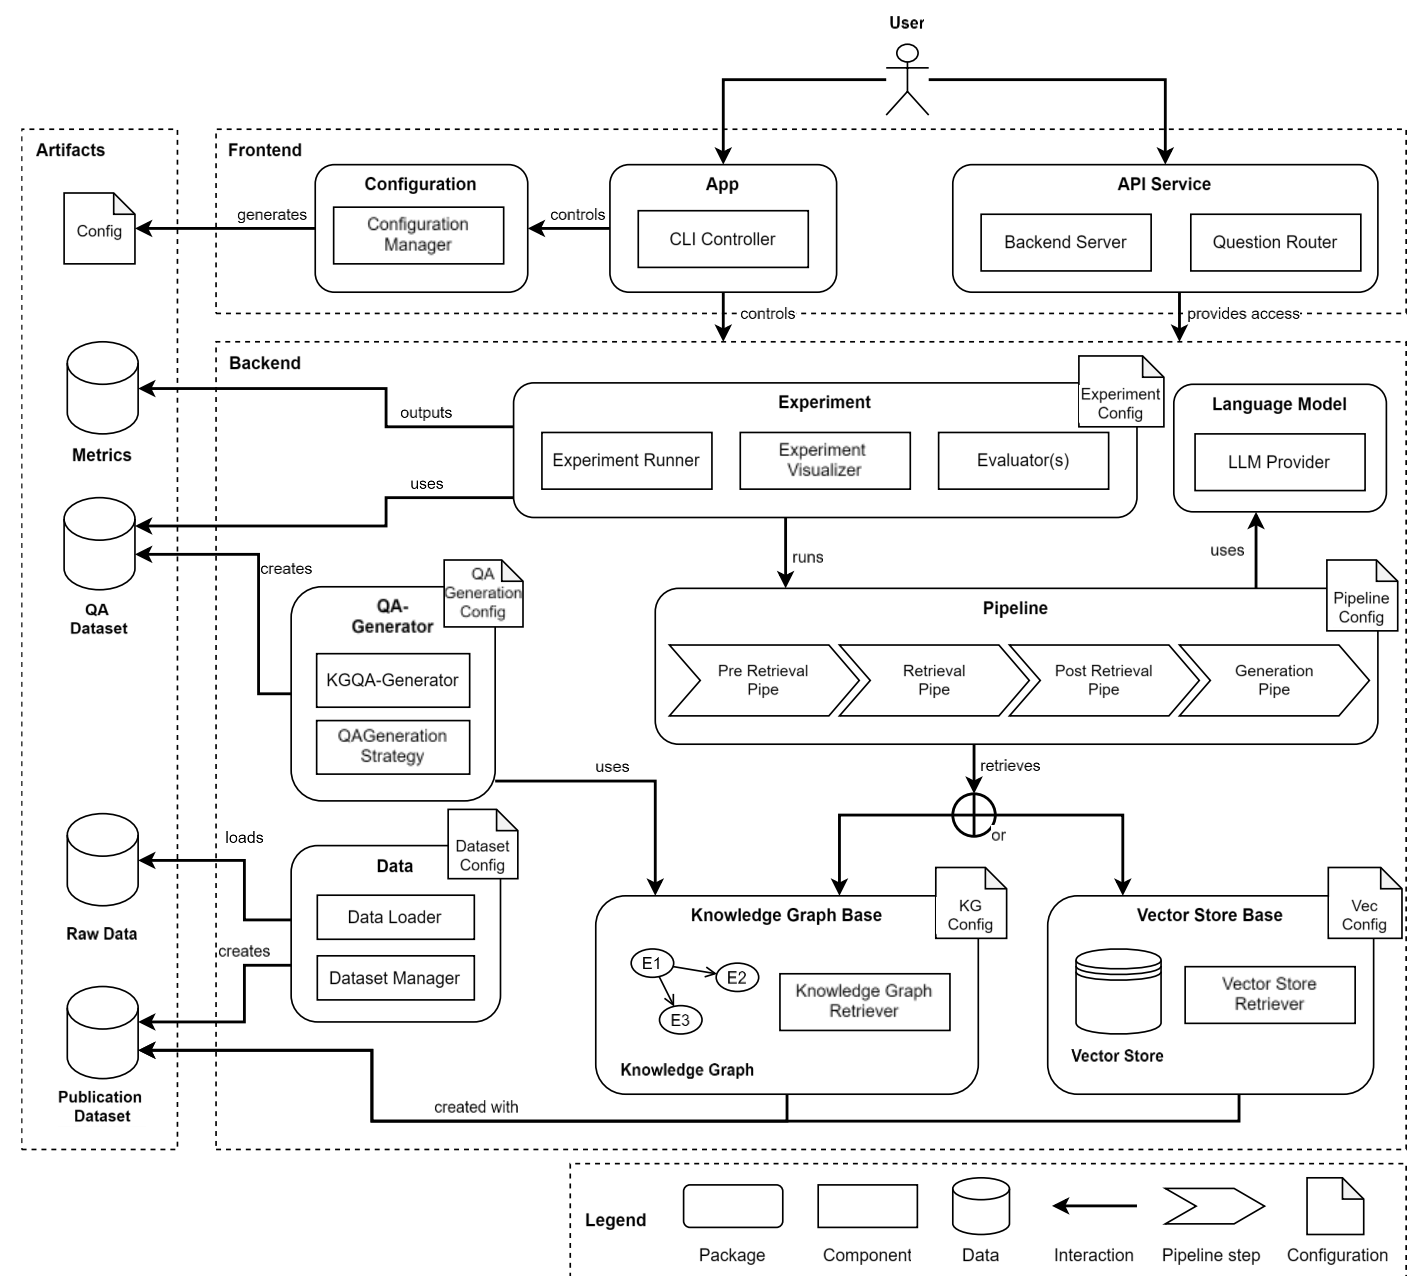 User
Artifacts
Config
Metrics
QA
Dataset
Raw Data
Publication
Dataset
Frontend
Configuration
Configuration
Manager
generates
controls
App
CLI Controller
API Service
Backend Server
Question Router
controls
provides access
Backend
outputs
uses
Experiment
Experiment Runner
Experiment
Visualizer
Evaluator(s)
Experiment
Config
Language Model
LLM Provider
runs
uses
creates
QA-
Generator
QA
Generation
Config
KGQA-Generator
QAGeneration
Strategy
Pipeline
Pipeline
Config
Pre Retrieval
Pipe
Retrieval
Pipe
Post Retrieval
Pipe
Generation
Pipe
uses
retrieves
or
loads
creates
Data
Dataset
Config
Data Loader
Dataset Manager
Knowledge Graph Base
KG
Config
E1
E2
E3
Knowledge Graph
Retriever
Knowledge Graph
Vector Store Base
Vec
Config
Vector Store
Retriever
Vector Store
created with
Legend
Package
Component
Data
Interaction
Pipeline step
Configuration